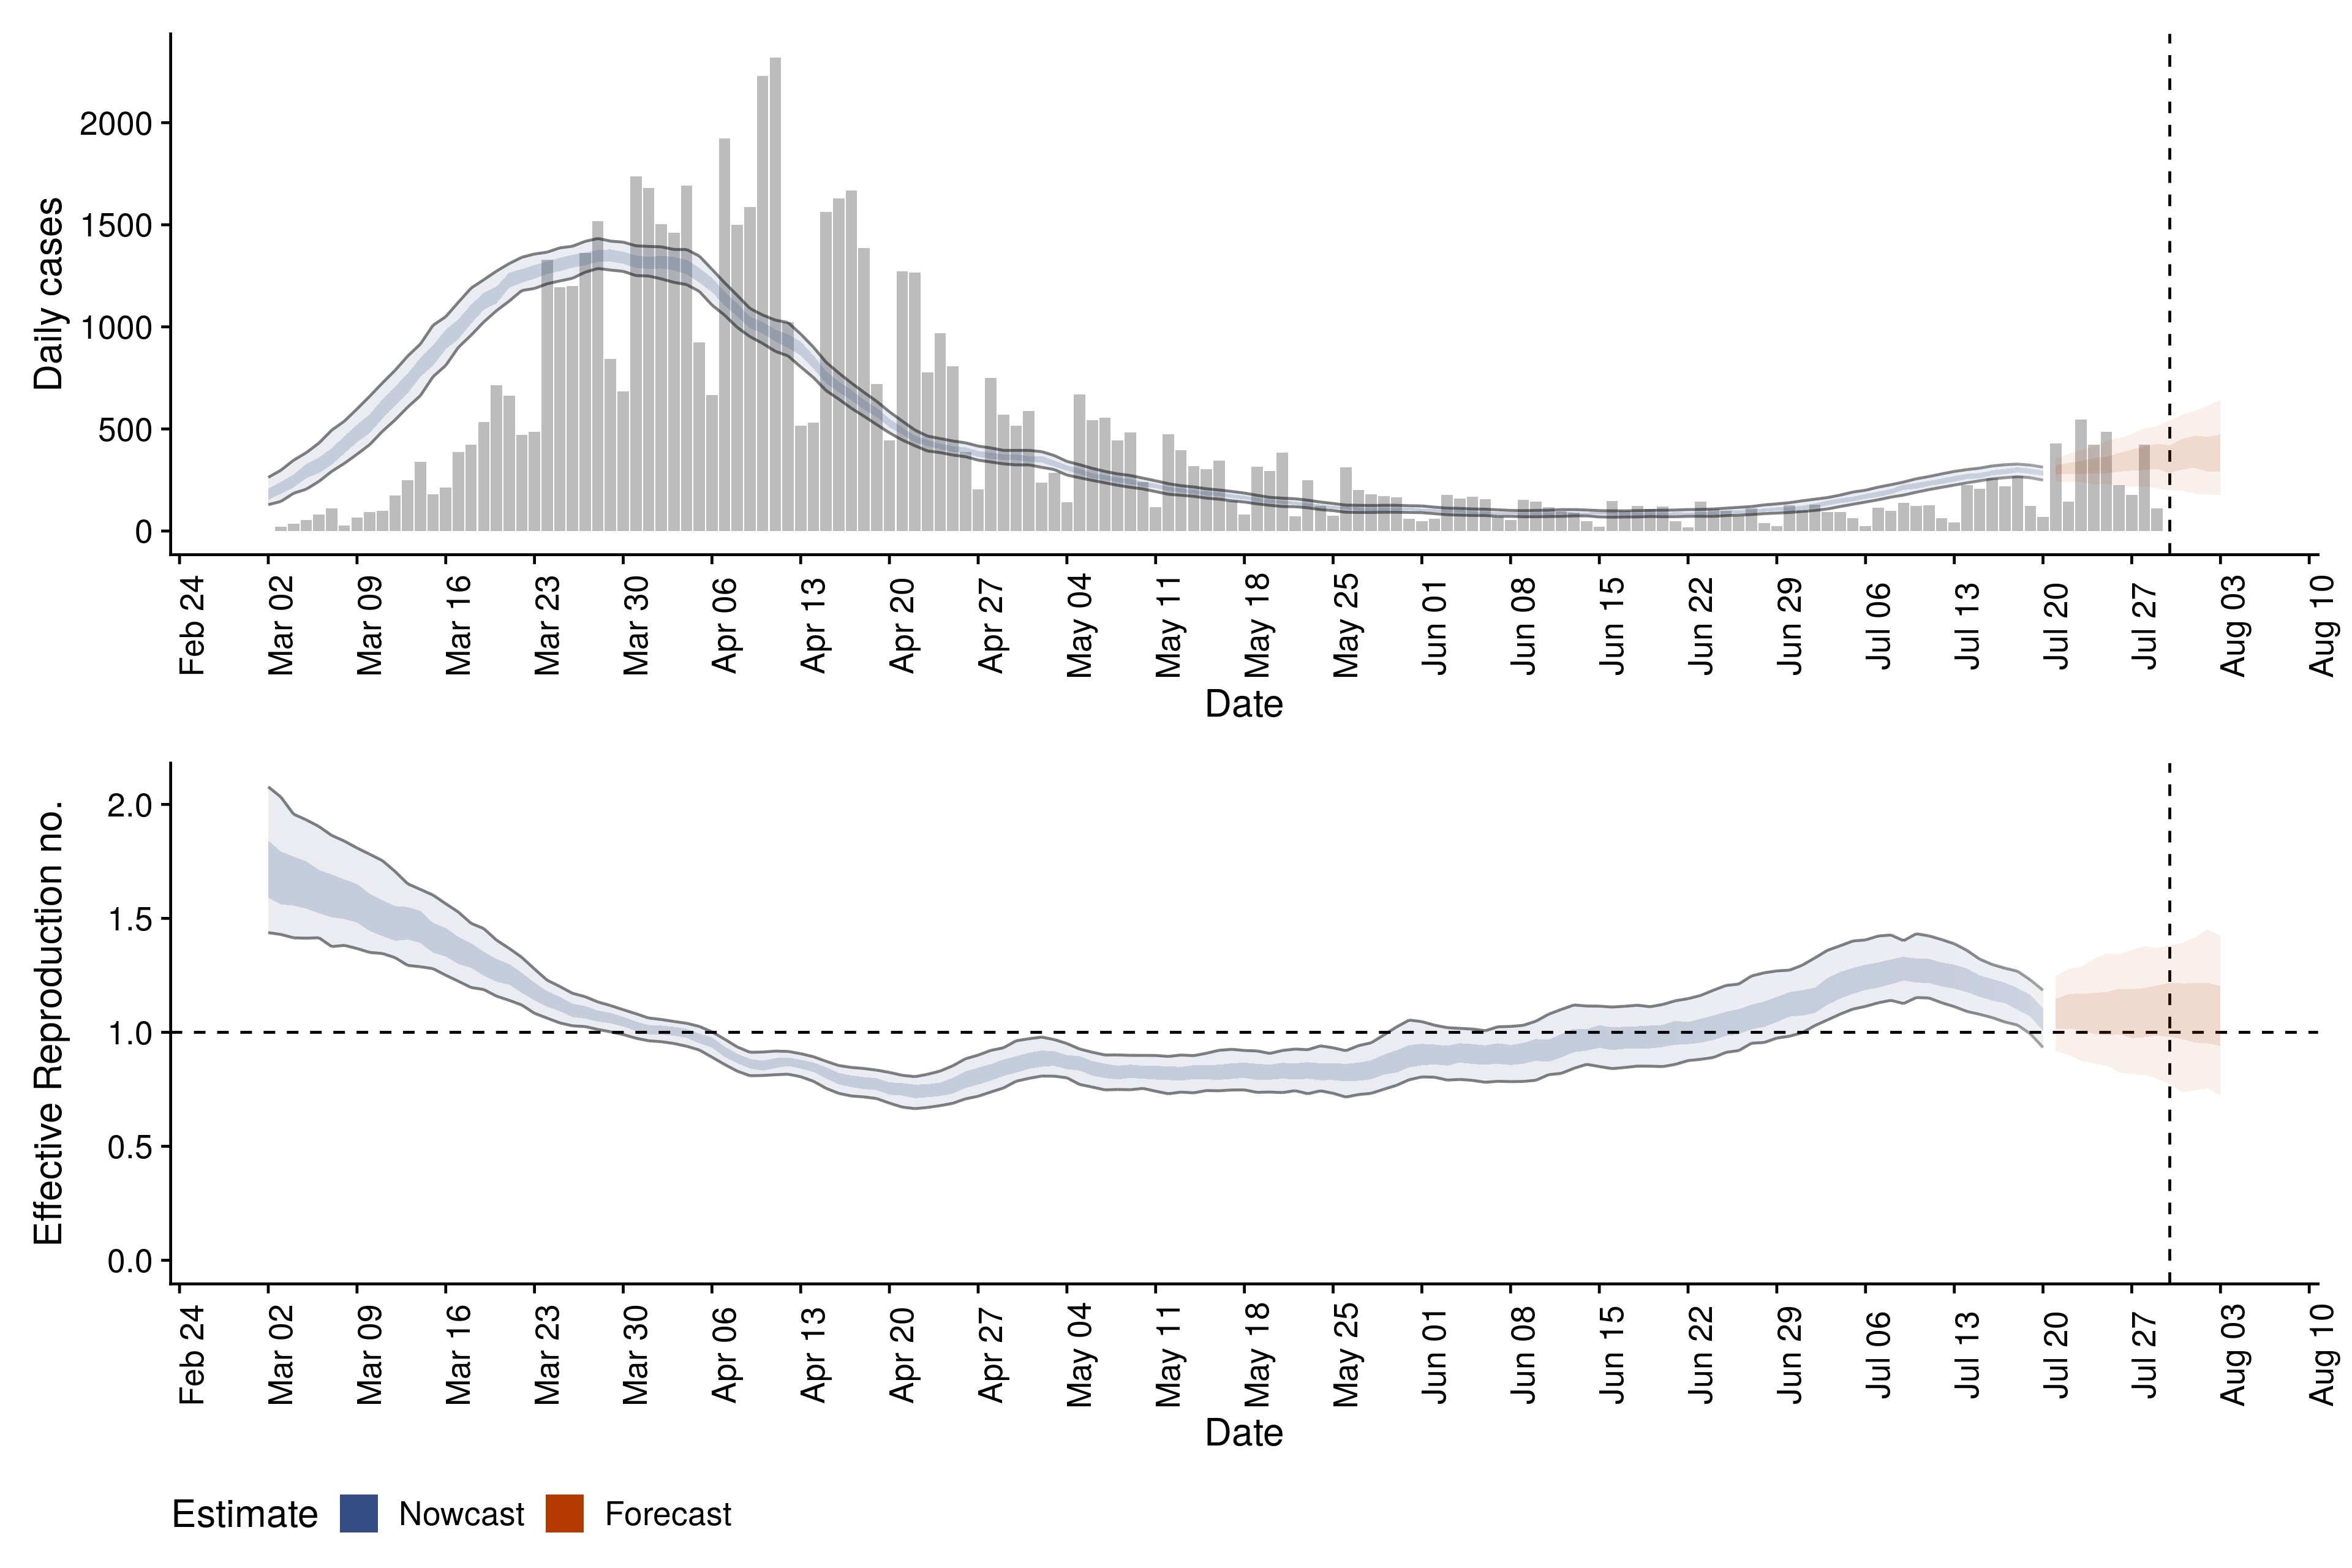 Daily cases
2000
1500
1000
500
0
Feb 24 Mar 02 Mar 09 Mar 16 Mar 23 Mar 30 Apr 06 Apr 13 Apr 20 Apr 27 May 04 May 11 May 18 May 25 Jun 01 Jun 08 Jun 15 Jun 22 Jun 29 Jul 06 Jul 13 Jul 20 Jul 27 Aug 03 Aug 10
Date
Effective Reproduction no.
2.0
1.5
1.0
0.5
0.0
Feb 24 Mar 02 Mar 09 Mar 16 Mar 23 Mar 30 Apr 06 Apr 13 Apr 20 Apr 27 May 04 May 11 May 18 May 25 Jun 01 Jun 08 Jun 15 Jun 22 Jun 29 Jul 06 Jul 13 Jul 20 Jul 27 Aug 03 Aug 10
Date
Estimate Nowcast Forecast